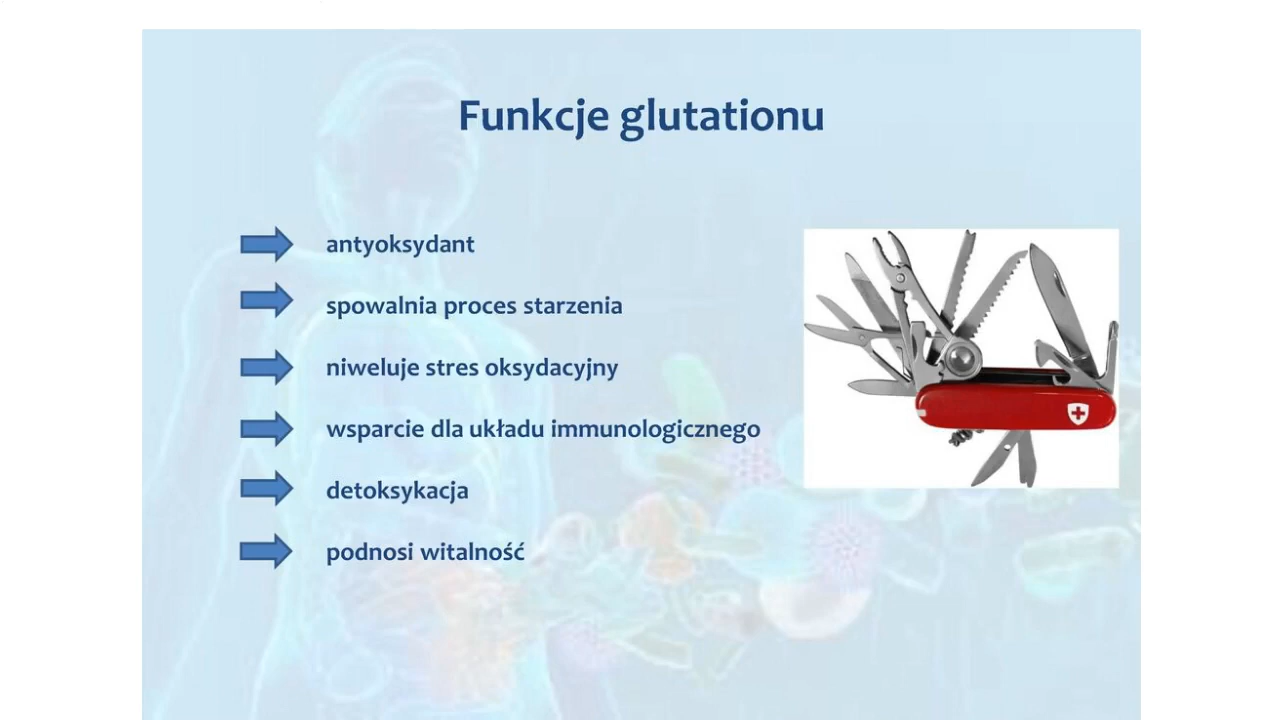 Funkcje glutationu
antyoksydant
spowalnia proces starzenia
niweluje stres oksydacyjny
wsparcie dla układu immunologicznego
detoksykacja
podnosi witalność